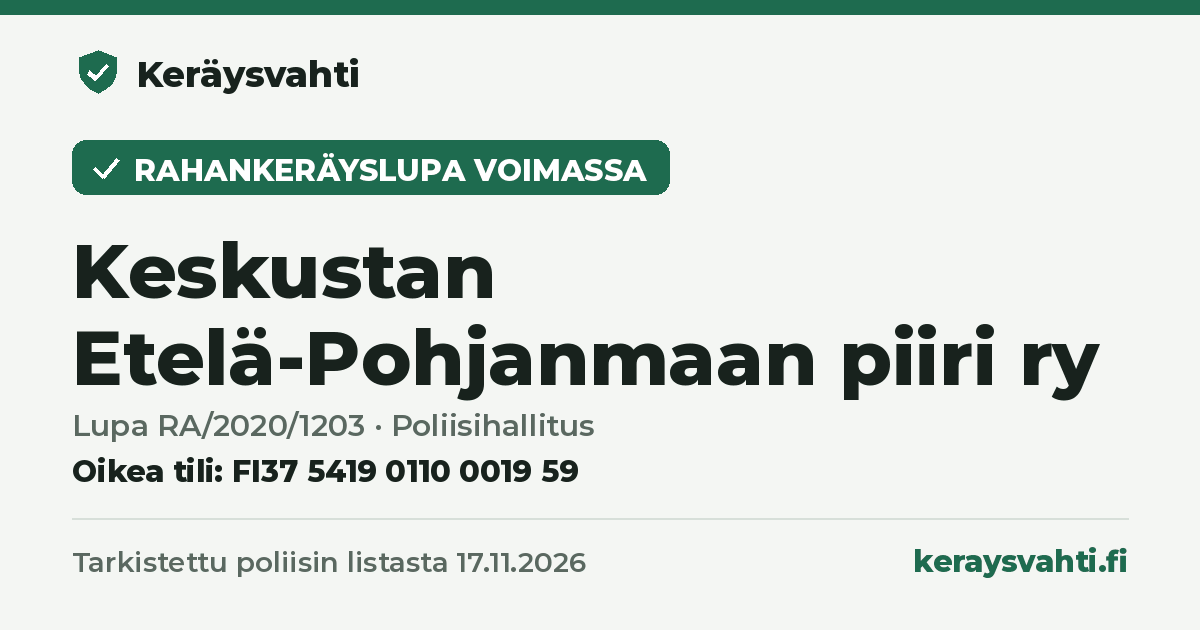 Keräysvahti
RAHANKERÄYSLUPA VOIMASSA
Keskustan
Etelä-Pohjanmaan piiri ry
Lupa RA/2020/1203 · Poliisihallitus
Oikea tili: FI37 5419 0110 0019 59
Tarkistettu poliisin listasta 17.11.2026
keraysvahti.fi